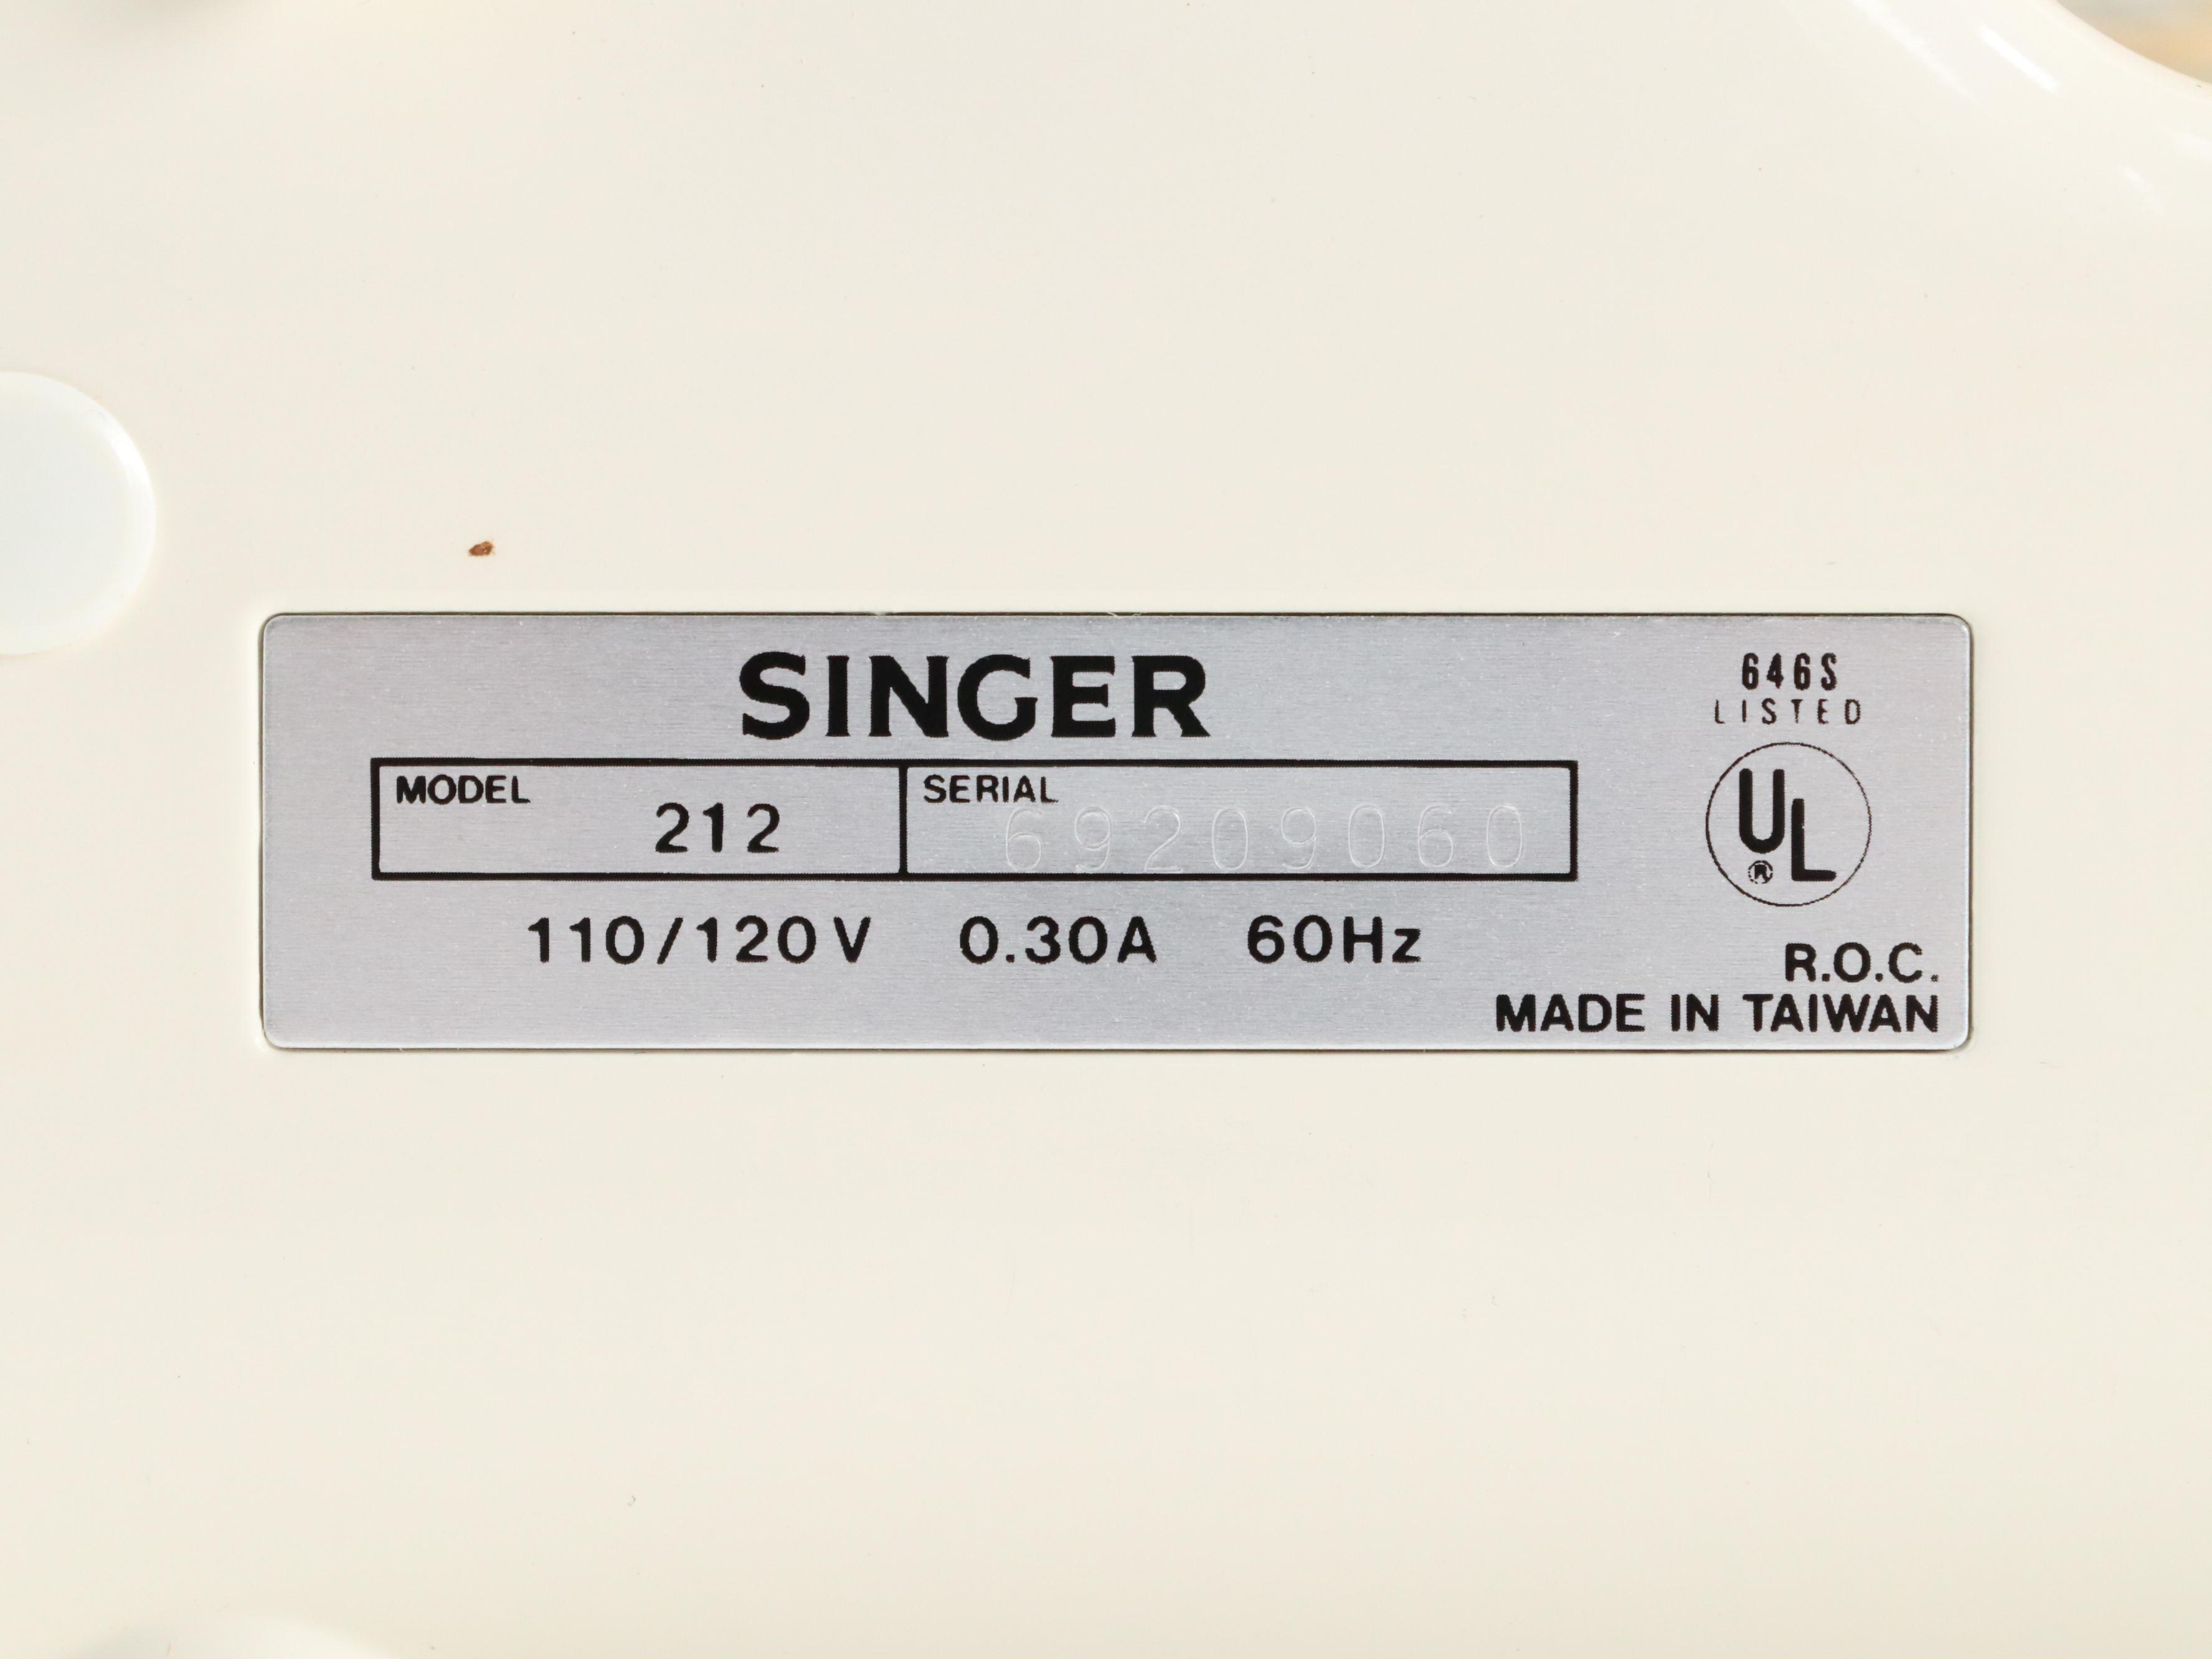 SINGER
646S
LISTED
MODEL 212 SERIAL 69209060
UL
®
110/120V 0.30A 60Hz
R.O.C.
MADE IN TAIWAN